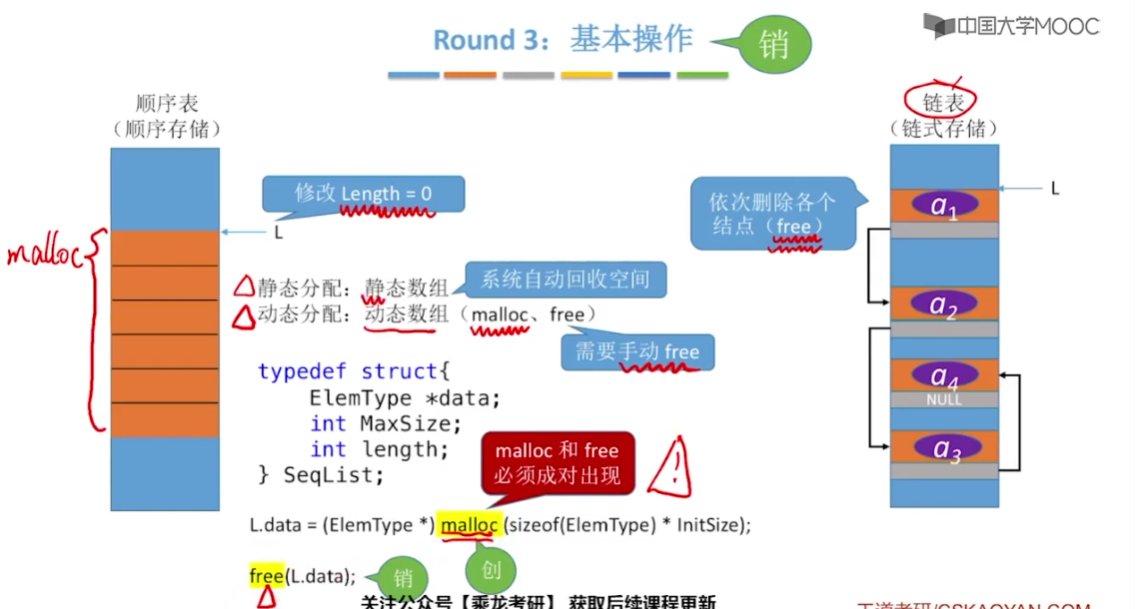 Round 3：基本操作
销
中国大学MOOC
顺序表
（顺序存储）
链表
（链式存储）
修改 Length = 0
L
malloc
静态分配：静态数组
系统自动回收空间
动态分配：动态数组（malloc、free）
需要手动 free
依次删除各个
结点（free）
L
a1
a2
a4
NULL
a3
typedef struct{
ElemType *data;
int MaxSize;
int length;
} SeqList;
malloc 和 free
必须成对出现
!
L.data = (ElemType *) malloc (sizeof(ElemType) * InitSize);
free(L.data);
销
创
关注公众号【乘龙考研】 获取后续课程更新
王道考研/CSKAOYAN.COM